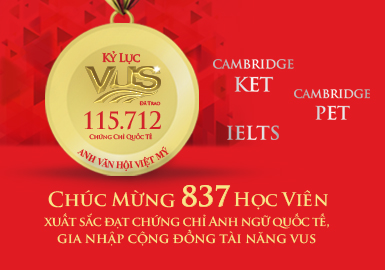 KỶ LỤC
VUS
ĐÃ TRAO
115.712
CHỨNG CHỈ QUỐC TẾ
ANH VĂN HỘI VIỆT MỸ
CAMBRIDGE
KET
CAMBRIDGE
PET
IELTS
CHÚC MỪNG 837 HỌC VIÊN
XUẤT SẮC ĐẠT CHỨNG CHỈ ANH NGỮ QUỐC TẾ,
GIA NHẬP CỘNG ĐỒNG TÀI NĂNG VUS